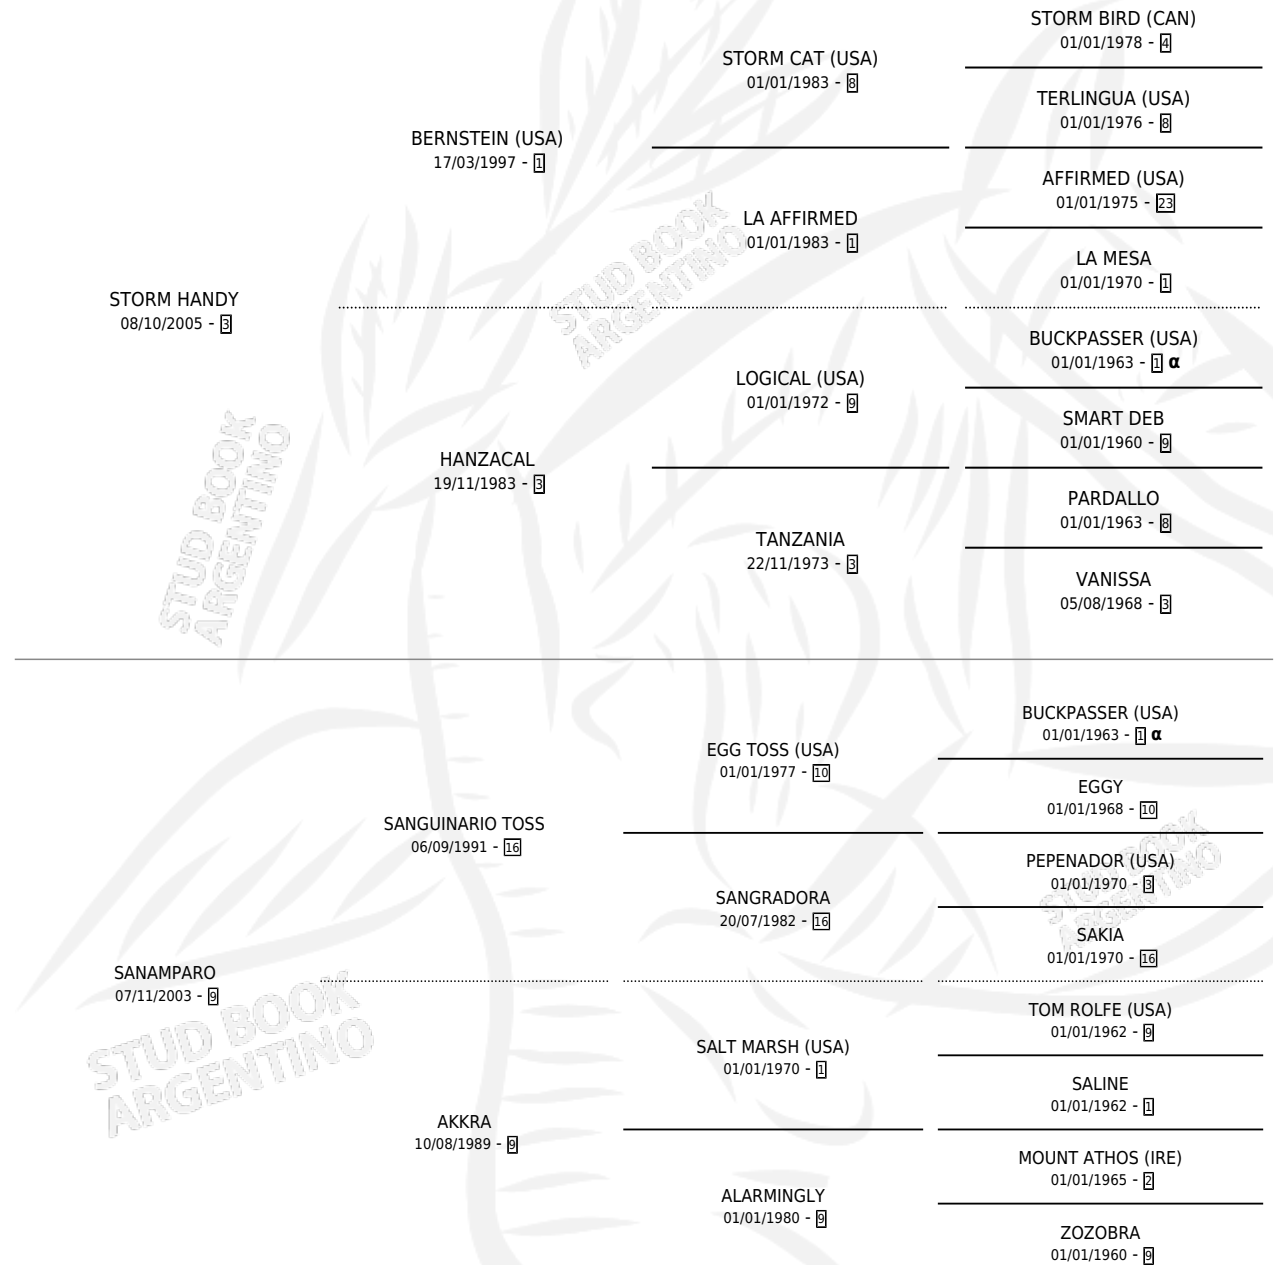 STORM BIRD (CAN)
01/01/1978 - 4
STORM CAT (USA)
01/01/1983 - 8
TERLINGUA (USA)
01/01/1976 - 8
BERNSTEIN (USA)
17/03/1997 - 1
AFFIRMED (USA)
01/01/1975 - 23
LA AFFIRMED
01/01/1983 - 1
LA MESA
01/01/1970 - 1
STORM HANDY
08/10/2005 - 3
BUCKPASSER (USA)
01/01/1963 - 1 α
LOGICAL (USA)
01/01/1972 - 9
SMART DEB
01/01/1960 - 9
HANZACAL
19/11/1983 - 3
PARDALLO
01/01/1963 - 8
TANZANIA
22/11/1973 - 3
VANISSA
05/08/1968 - 3
BUCKPASSER (USA)
01/01/1963 - 1 α
EGG TOSS (USA)
01/01/1977 - 10
EGGY
01/01/1968 - 10
SANGUINARIO TOSS
06/09/1991 - 16
PEPENADOR (USA)
01/01/1970 - 3
SANGRADORA
20/07/1982 - 16
SAKIA
01/01/1970 - 16
SANAMPARO
07/11/2003 - 9
TOM ROLFE (USA)
01/01/1962 - 9
SALT MARSH (USA)
01/01/1970 - 1
SALINE
01/01/1962 - 1
AKKRA
10/08/1989 - 9
MOUNT ATHOS (IRE)
01/01/1965 - 2
ALARMINGLY
01/01/1980 - 9
ZOZOBRA
01/01/1960 - 9
STUD BOOK
ARGENTINO
STUD BOOK
ARGENTINO
STUD BOOK
ARGENTINO
STUD BOOK
ARGENTINO